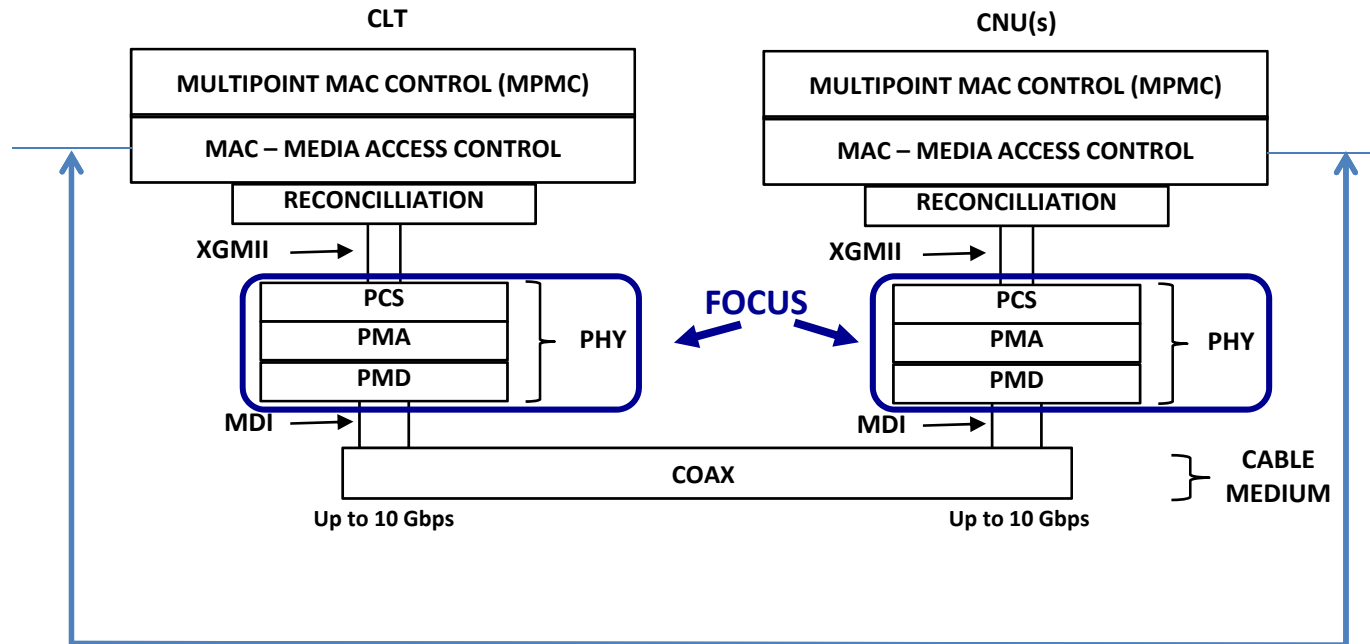 CLT
CNU(s)
MULTIPOINT MAC CONTROL (MPMC)
MULTIPOINT MAC CONTROL (MPMC)
MAC – MEDIA ACCESS CONTROL
MAC – MEDIA ACCESS CONTROL
RECONCILLIATION
RECONCILLIATION
XGMII
XGMII
PCS
PMA
PMD
PHY
FOCUS
PCS
PMA
PMD
PHY
MDI
MDI
COAX
CABLE
MEDIUM
Up to 10 Gbps
Up to 10 Gbps